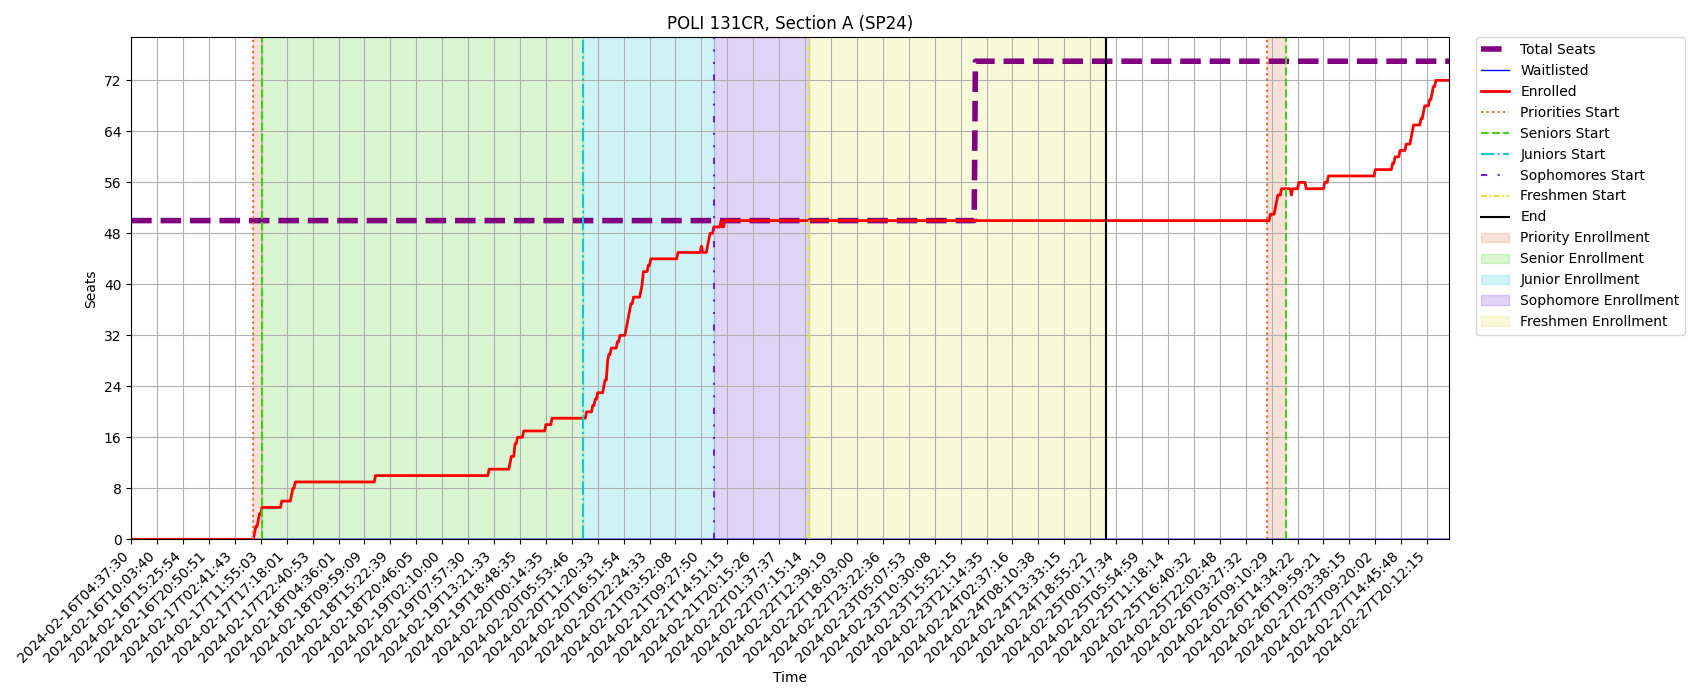 POLI 131CR, Section A (SP24)
Total Seats
Waitlisted
Enrolled
Priorities Start
Seniors Start
Juniors Start
Sophomores Start
Freshmen Start
End
Priority Enrollment
Senior Enrollment
Junior Enrollment
Sophomore Enrollment
Freshmen Enrollment
Seats
72
64
56
48
40
32
24
16
8
0
2024-02-16T04:37:30
2024-02-16T10:03:40
2024-02-16T15:25:54
2024-02-16T20:50:51
2024-02-17T02:41:43
2024-02-17T11:55:03
2024-02-17T17:18:01
2024-02-17T22:40:53
2024-02-18T04:36:01
2024-02-18T09:59:09
2024-02-18T15:22:39
2024-02-18T20:46:05
2024-02-19T02:10:00
2024-02-19T07:57:30
2024-02-19T13:21:33
2024-02-19T18:48:35
2024-02-20T00:14:35
2024-02-20T05:53:46
2024-02-20T11:20:33
2024-02-20T16:51:54
2024-02-20T22:24:33
2024-02-21T03:52:08
2024-02-21T09:27:50
2024-02-21T14:51:15
2024-02-21T20:15:26
2024-02-22T01:37:37
2024-02-22T07:15:14
2024-02-22T12:39:19
2024-02-22T18:03:00
2024-02-22T23:22:36
2024-02-23T05:07:53
2024-02-23T10:30:08
2024-02-23T15:52:15
2024-02-23T21:14:35
2024-02-24T02:37:16
2024-02-24T08:10:38
2024-02-24T13:33:15
2024-02-24T18:55:22
2024-02-25T00:17:34
2024-02-25T05:54:59
2024-02-25T11:18:14
2024-02-25T16:40:32
2024-02-25T22:02:48
2024-02-26T03:27:32
2024-02-26T09:10:29
2024-02-26T14:34:22
2024-02-26T19:59:21
2024-02-27T03:38:15
2024-02-27T09:20:02
2024-02-27T14:45:48
2024-02-27T20:12:15
Time